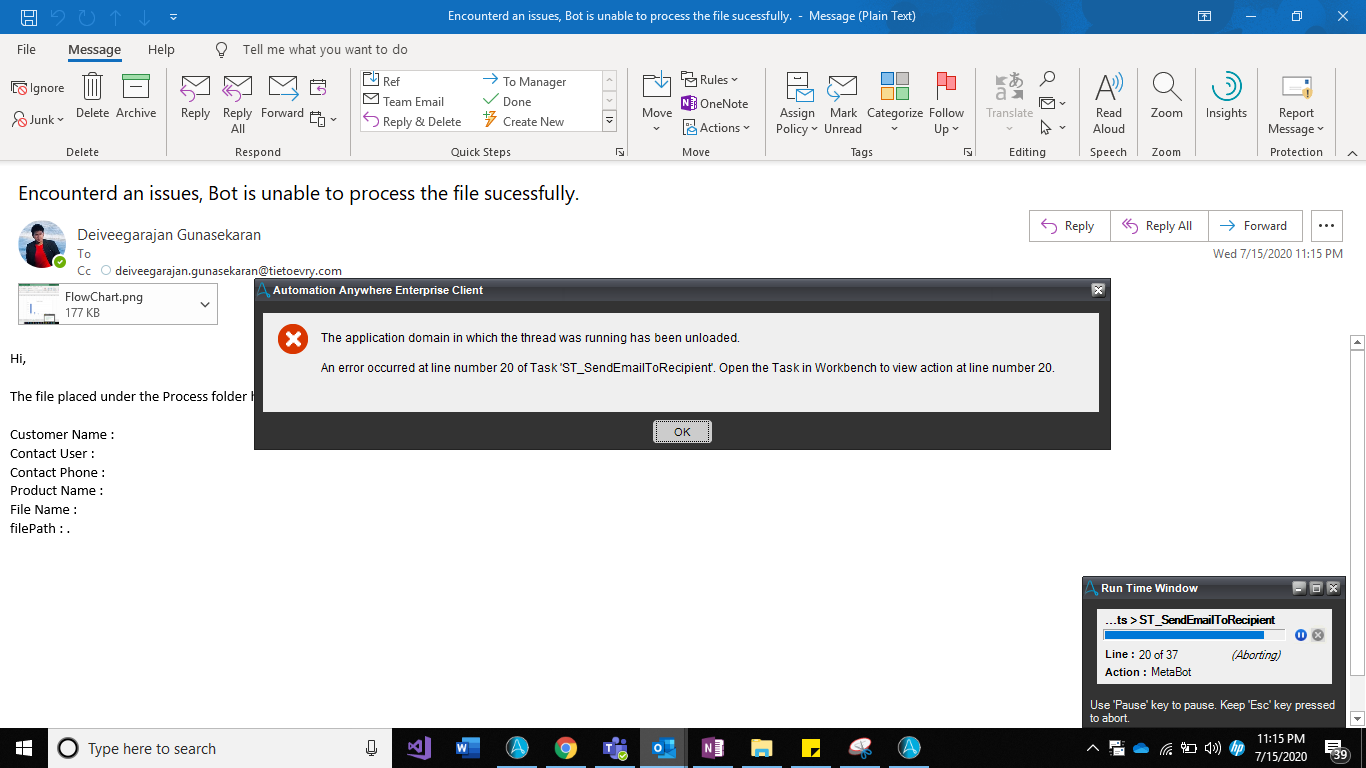 Encounterd an issues, Bot is unable to process the file sucessfully. - Message (Plain Text)
File Message Help Tell me what you want to do
Ignore
Junk
Delete
Archive
Delete
Reply
Reply All
Forward
Respond
Ref
Team Email
Reply & Delete
To Manager
Done
Create New
Quick Steps
Move
Rules
OneNote
Actions
Move
Assign Policy
Mark Unread
Categorize
Follow Up
Tags
Translate
Editing
Read Aloud
Speech
Zoom
Zoom
Insights
Report Message
Protection
Encounterd an issues, Bot is unable to process the file sucessfully.
Deiveegarajan Gunasekaran
To
Cc deiveegarajan.gunasekaran@tietoevry.com
Reply Reply All Forward
Wed 7/15/2020 11:15 PM
FlowChart.png
177 KB
Hi,
The file placed under the Process folder
Customer Name :
Contact User :
Contact Phone :
Product Name :
File Name :
filePath : .
Automation Anywhere Enterprise Client
The application domain in which the thread was running has been unloaded.
An error occurred at line number 20 of Task 'ST_SendEmailToRecipient'. Open the Task in Workbench to view action at line number 20.
OK
Run Time Window
...ts > ST_SendEmailToRecipient
Line : 20 of 37 (Aborting)
Action : MetaBot
Use 'Pause' key to pause. Keep 'Esc' key pressed
to abort.
Type here to search
11:15 PM
7/15/2020
39